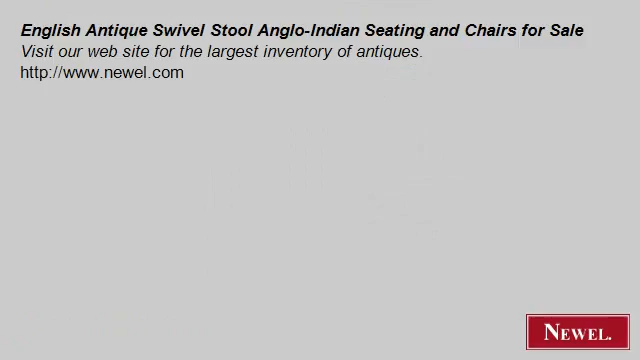 English Antique Swivel Stool Anglo-Indian Seating and Chairs for Sale
Visit our web site for the largest inventory of antiques.
http://www.newel.com
NEWEL.